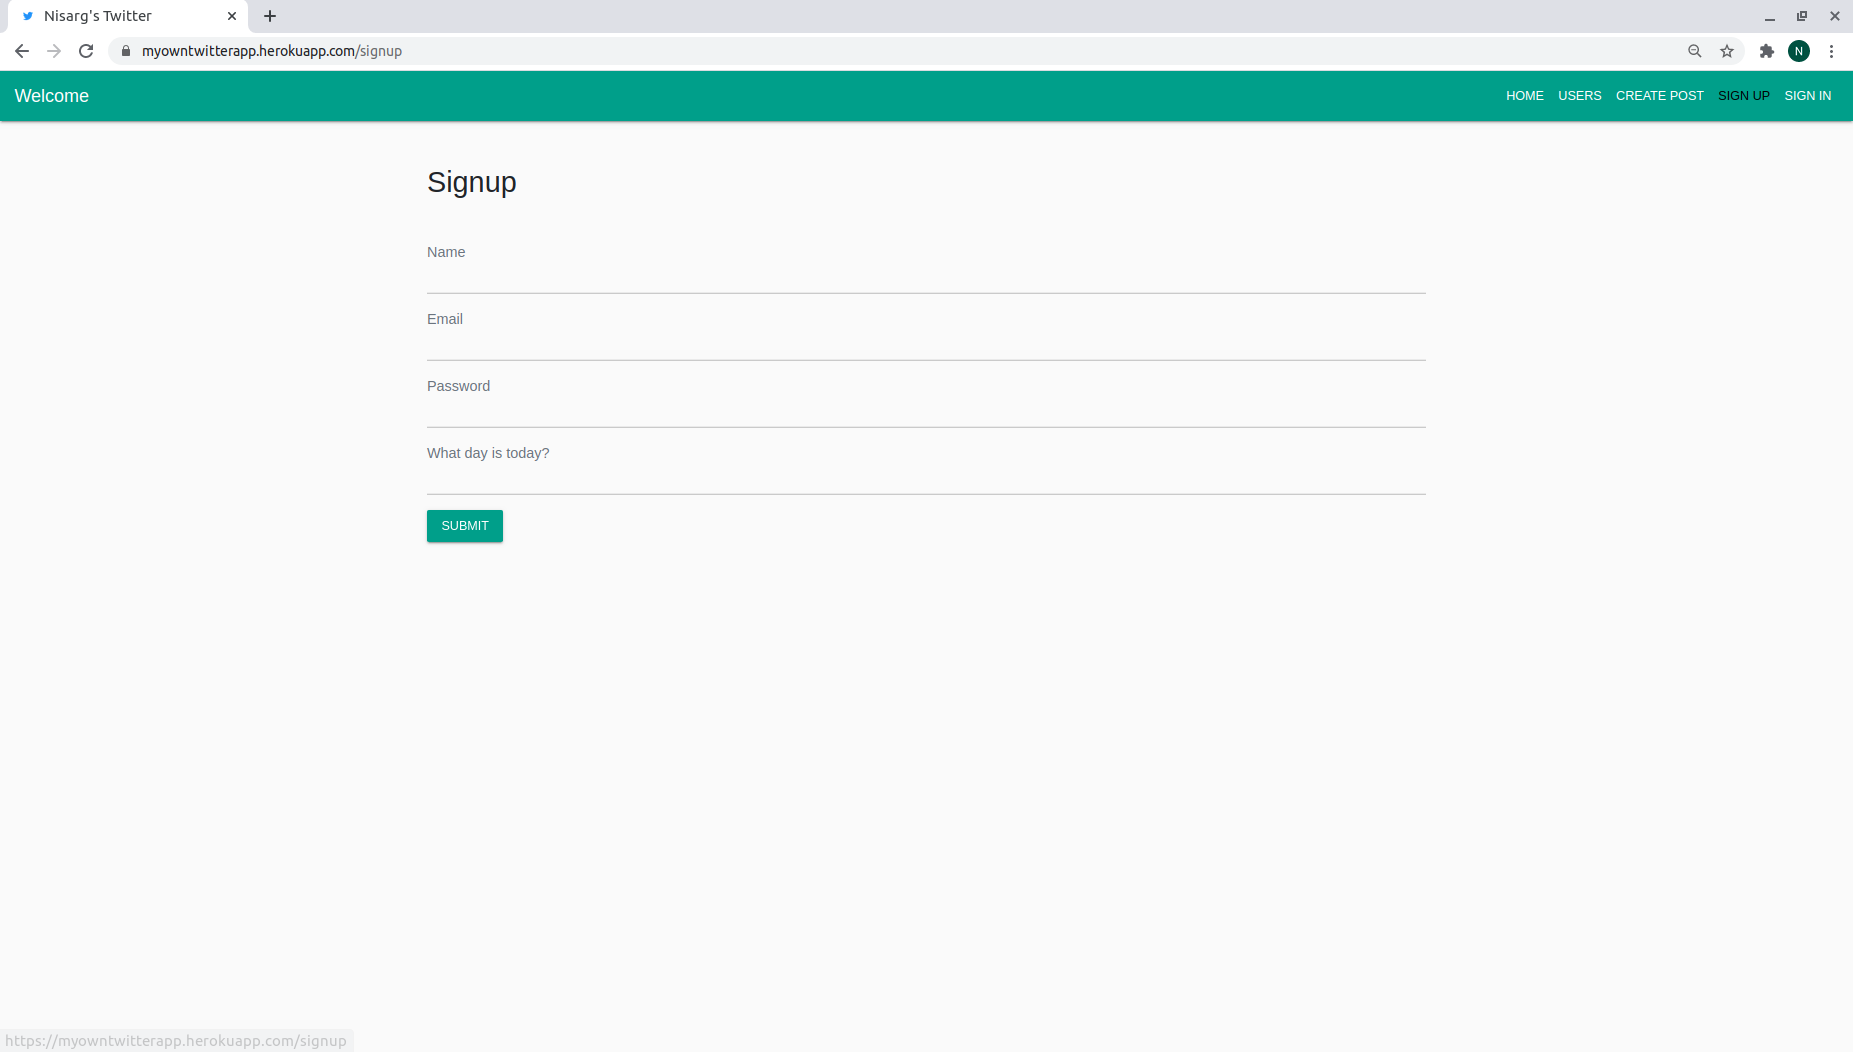 Nisarg's Twitter
myowntwitterapp.herokuapp.com/signup
N
Welcome
HOME USERS CREATE POST SIGN UP SIGN IN
Signup
Name
Email
Password
What day is today?
SUBMIT
https://myowntwitterapp.herokuapp.com/signup